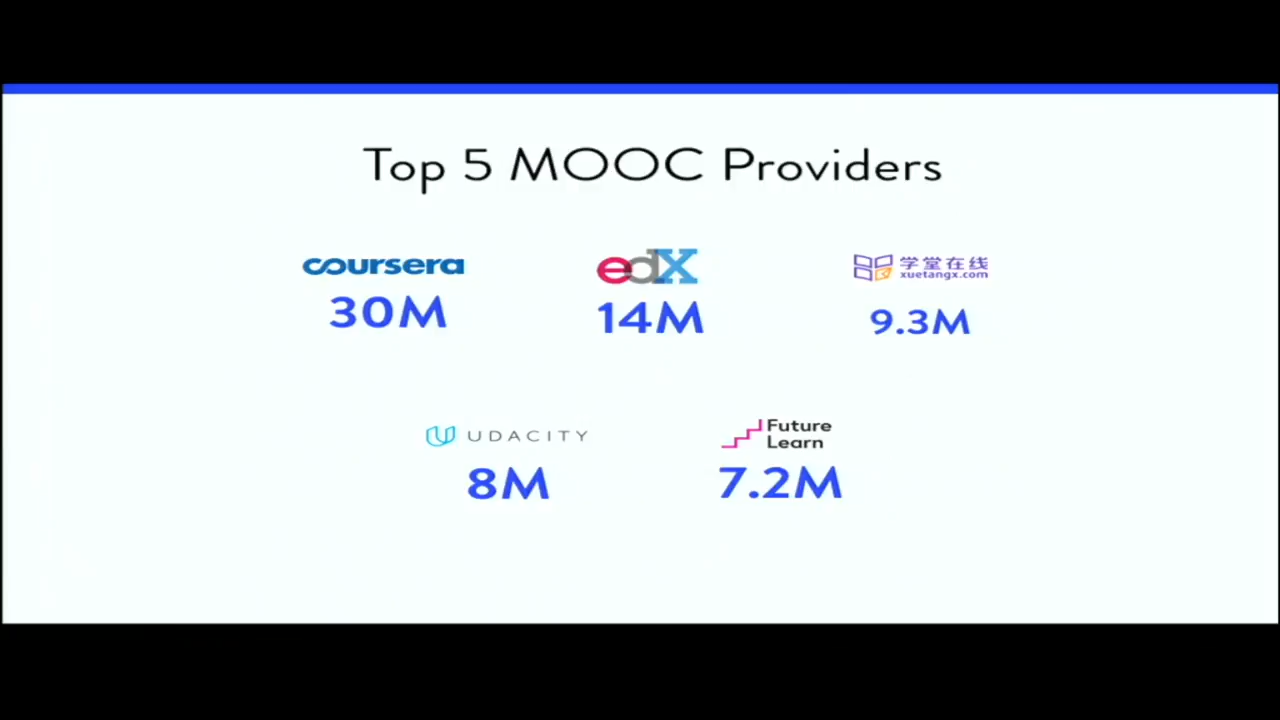 Top 5 MOOC Providers
coursera
30M
edX
14M
学堂在线
xuetangx.com
9.3M
UDACITY
8M
Future
Learn
7.2M